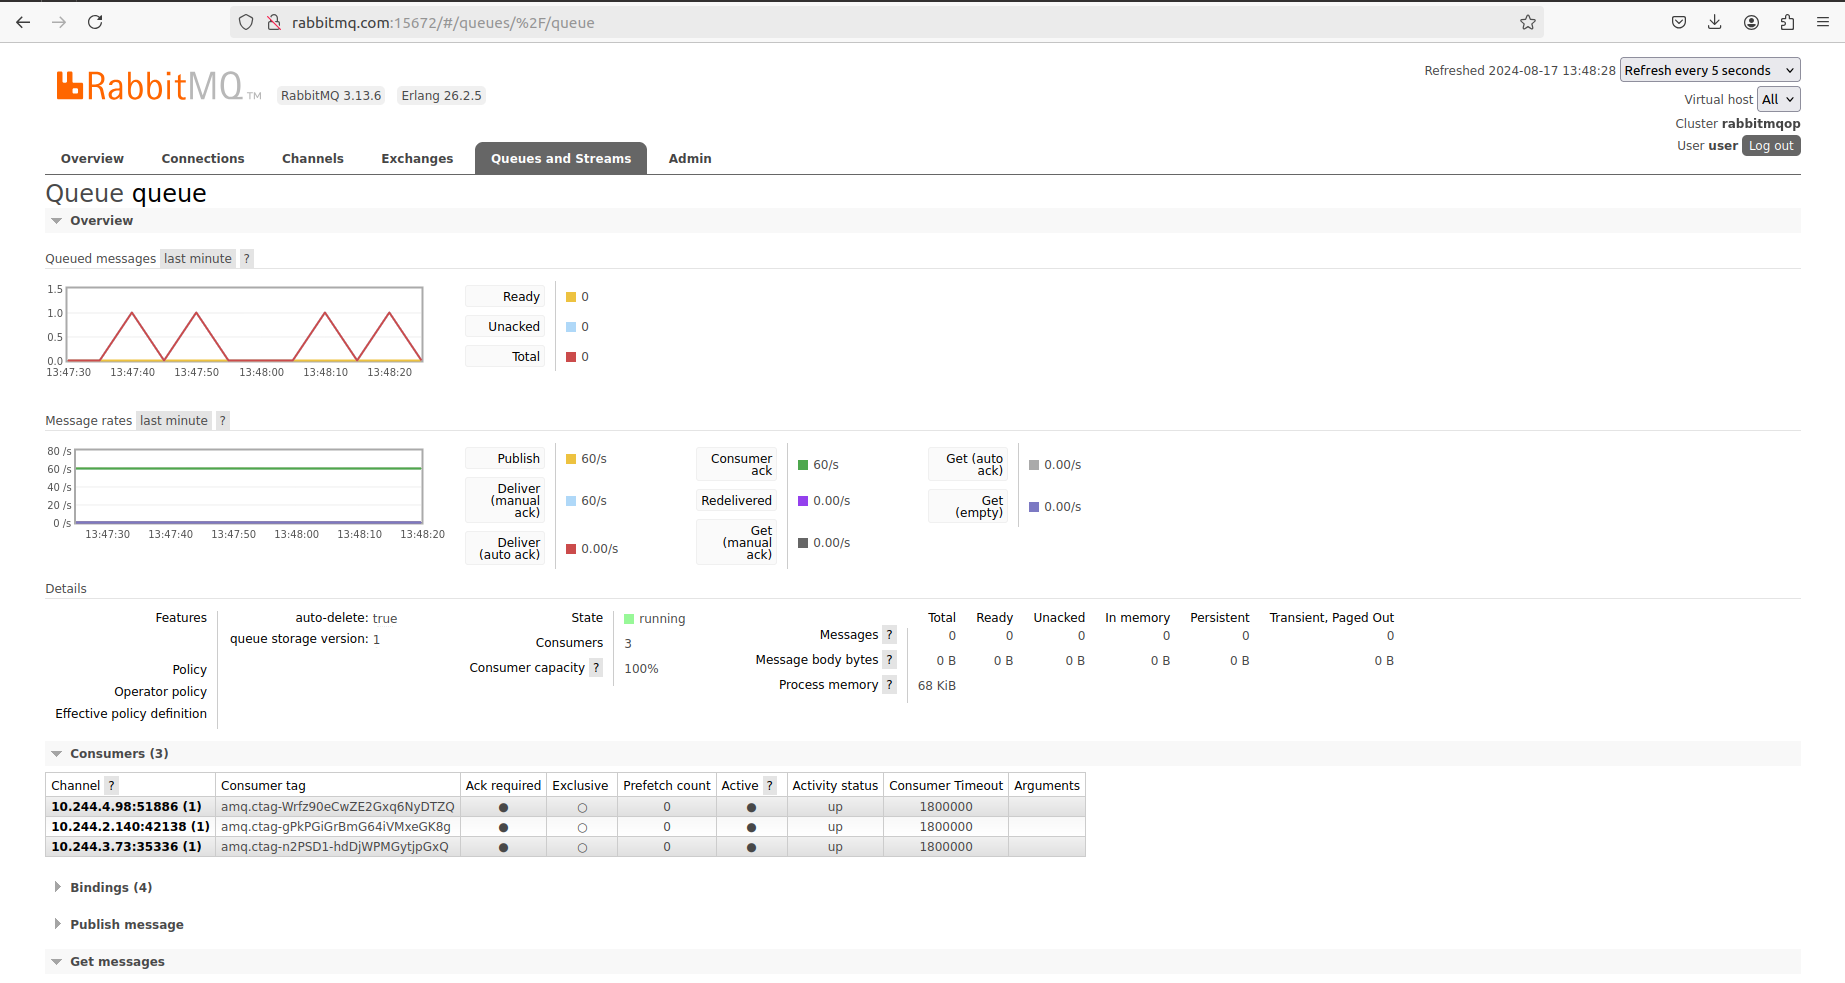 rabbitmq.com:15672/#/queues/%2F/queue
Refreshed 2024-08-17 13:48:28 Refresh every 5 seconds
RabbitMQ TM RabbitMQ 3.13.6 Erlang 26.2.5
Virtual host All
Cluster rabbitmqop
User user Log out
Overview Connections Channels Exchanges Queues and Streams Admin
Queue queue
Overview
Queued messages last minute ?
1.5
1.0
0.5
0.0
13:47:30 13:47:40 13:47:50 13:48:00 13:48:10 13:48:20
Ready 0
Unacked 0
Total 0
Message rates last minute ?
80 /s
60 /s
40 /s
20 /s
0 /s
13:47:30 13:47:40 13:47:50 13:48:00 13:48:10 13:48:20
Publish 60/s
Deliver
(manual 60/s
ack)
Deliver
(auto ack) 0.00/s
Consumer
ack 60/s
Redelivered 0.00/s
Get
(manual 0.00/s
ack)
Get (auto
ack) 0.00/s
Get
(empty) 0.00/s
Details
Features auto-delete: true
queue storage version: 1
Policy
Operator policy
Effective policy definition
State running
Consumers 3
Consumer capacity ? 100%
Total Ready Unacked In memory Persistent Transient, Paged Out
Messages ? 0 0 0 0 0 0
Message body bytes ? 0 B 0 B 0 B 0 B 0 B 0 B
Process memory ? 68 KiB
Consumers (3)
Channel ? Consumer tag Ack required Exclusive Prefetch count Active ? Activity status Consumer Timeout Arguments
10.244.4.98:51886 (1) amq.ctag-Wrfz90eCwZE2Gxq6NyDTZQ ● ○ 0 ● up 1800000
10.244.2.140:42138 (1) amq.ctag-gPkPGiGrBmG64iVMxeGK8g ● ○ 0 ● up 1800000
10.244.3.73:35336 (1) amq.ctag-n2PSD1-hdDjWPMGytjpGxQ ● ○ 0 ● up 1800000
Bindings (4)
Publish message
Get messages